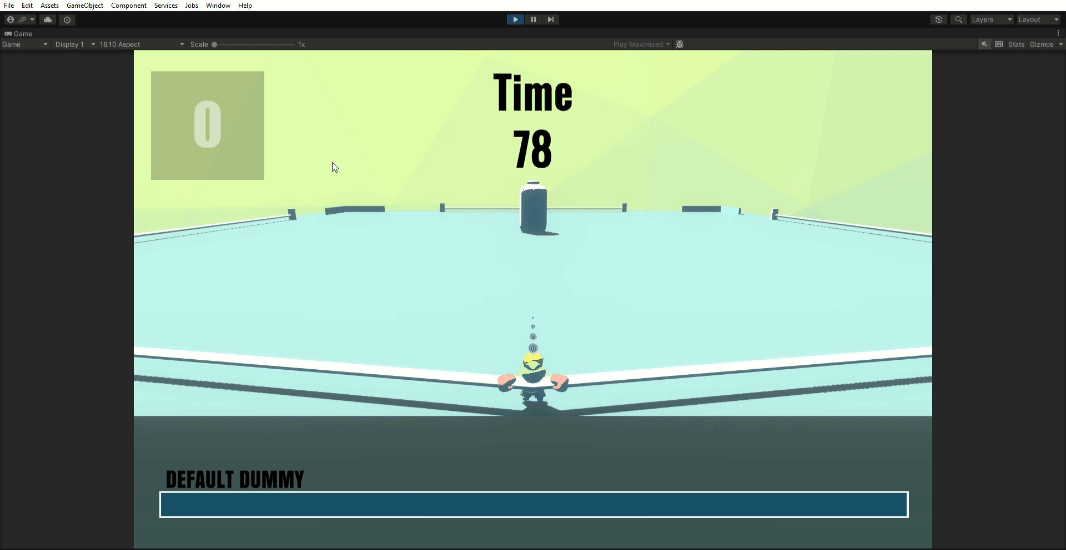 File Edit Assets GameObject Component Services Jobs Window Help
JP Layers Layout
Game
Game Display 1 16:10 Aspect Scale 1x Play Maximized Stats Gizmos
0
Time
78
DEFAULT DUMMY